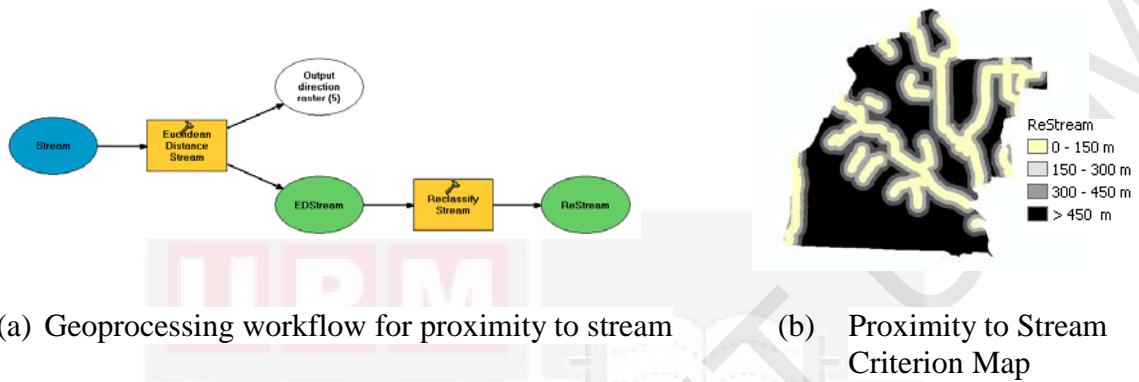 Output
direction
raster (5)
Stream
Euclidean
Distance
Stream
EDStream
Reclassify
Stream
ReStream
ReStream
0 - 150 m
150 - 300 m
300 - 450 m
> 450 m
UPM
(a) Geoprocessing workflow for proximity to stream
(b) Proximity to Stream
Criterion Map